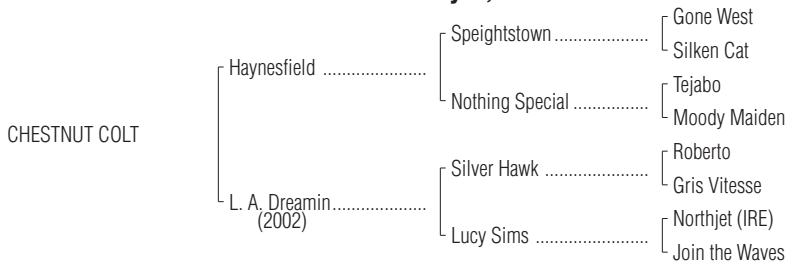 Gone West
Speightstown ......................
Silken Cat
Haynesfield ........................
Tejabo
Nothing Special ..................
Moody Maiden
CHESTNUT COLT
Roberto
Silver Hawk ........................
Gris Vitesse
L. A. Dreamin......................
(2002)
Northjet (IRE)
Lucy Sims ..........................
Join the Waves